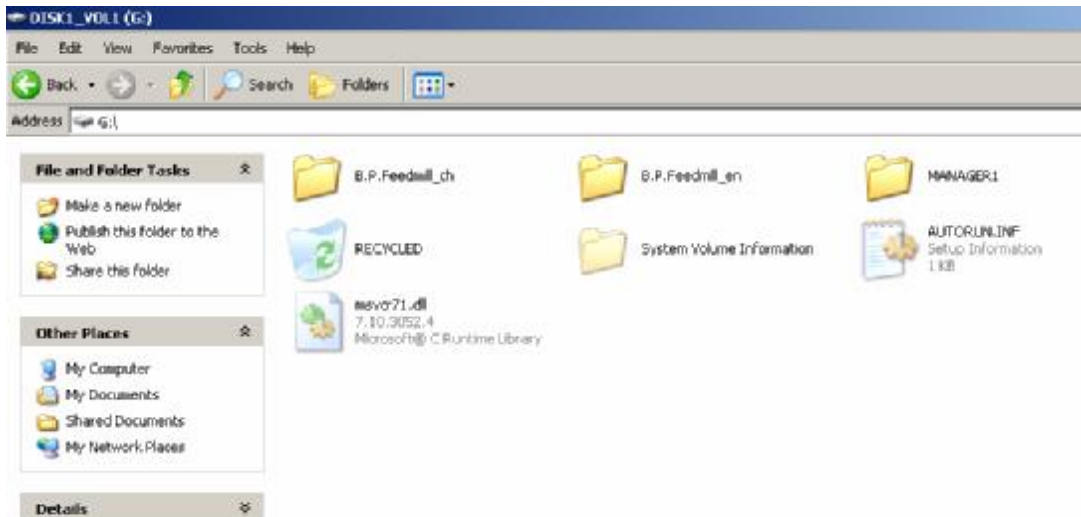 DISK1_VOL1 (G:)
File Edit View Favorites Tools Help
Back Search Folders
Address G:\
File and Folder Tasks
Make a new folder
Publish this folder to the
Web
Share this folder
Other Places
My Computer
My Documents
Shared Documents
My Network Places
Details
B.P.Feedmill_ch
B.P.Feedmill_en
MANAGER1
RECYCLED
System Volume Information
AUTORUN.INF
Setup Information
1 KB
msvcr71.dll
7.10.3052.4
Microsoft® C Runtime Library